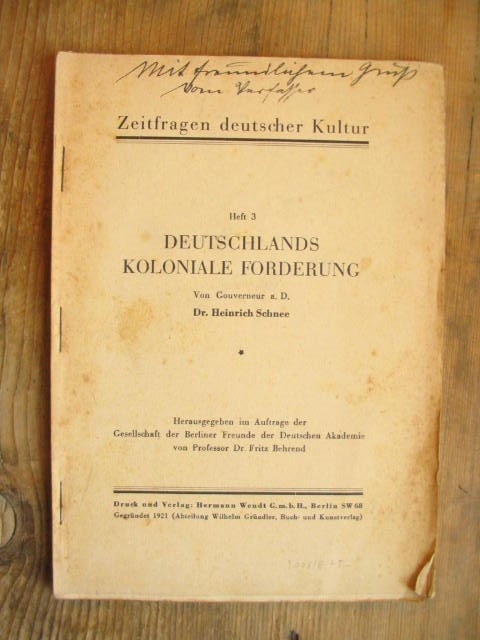 Mit freundlichem Gruß
vom Verfasser
Zeitfragen deutscher Kultur
Heft 3
DEUTSCHLANDS
KOLONIALE FORDERUNG
Von Gouverneur a. D.
Dr. Heinrich Schnee
*
Herausgegeben im Auftrage der
Gesellschaft der Berliner Freunde der Deutschen Akademie
von Professor Dr. Fritz Behrend
Druck und Verlag: Hermann Wendt G.m.b.H., Berlin SW 68
Gegründet 1921 (Abteilung Wilhelm Gründler, Buch- und Kunstverlag)